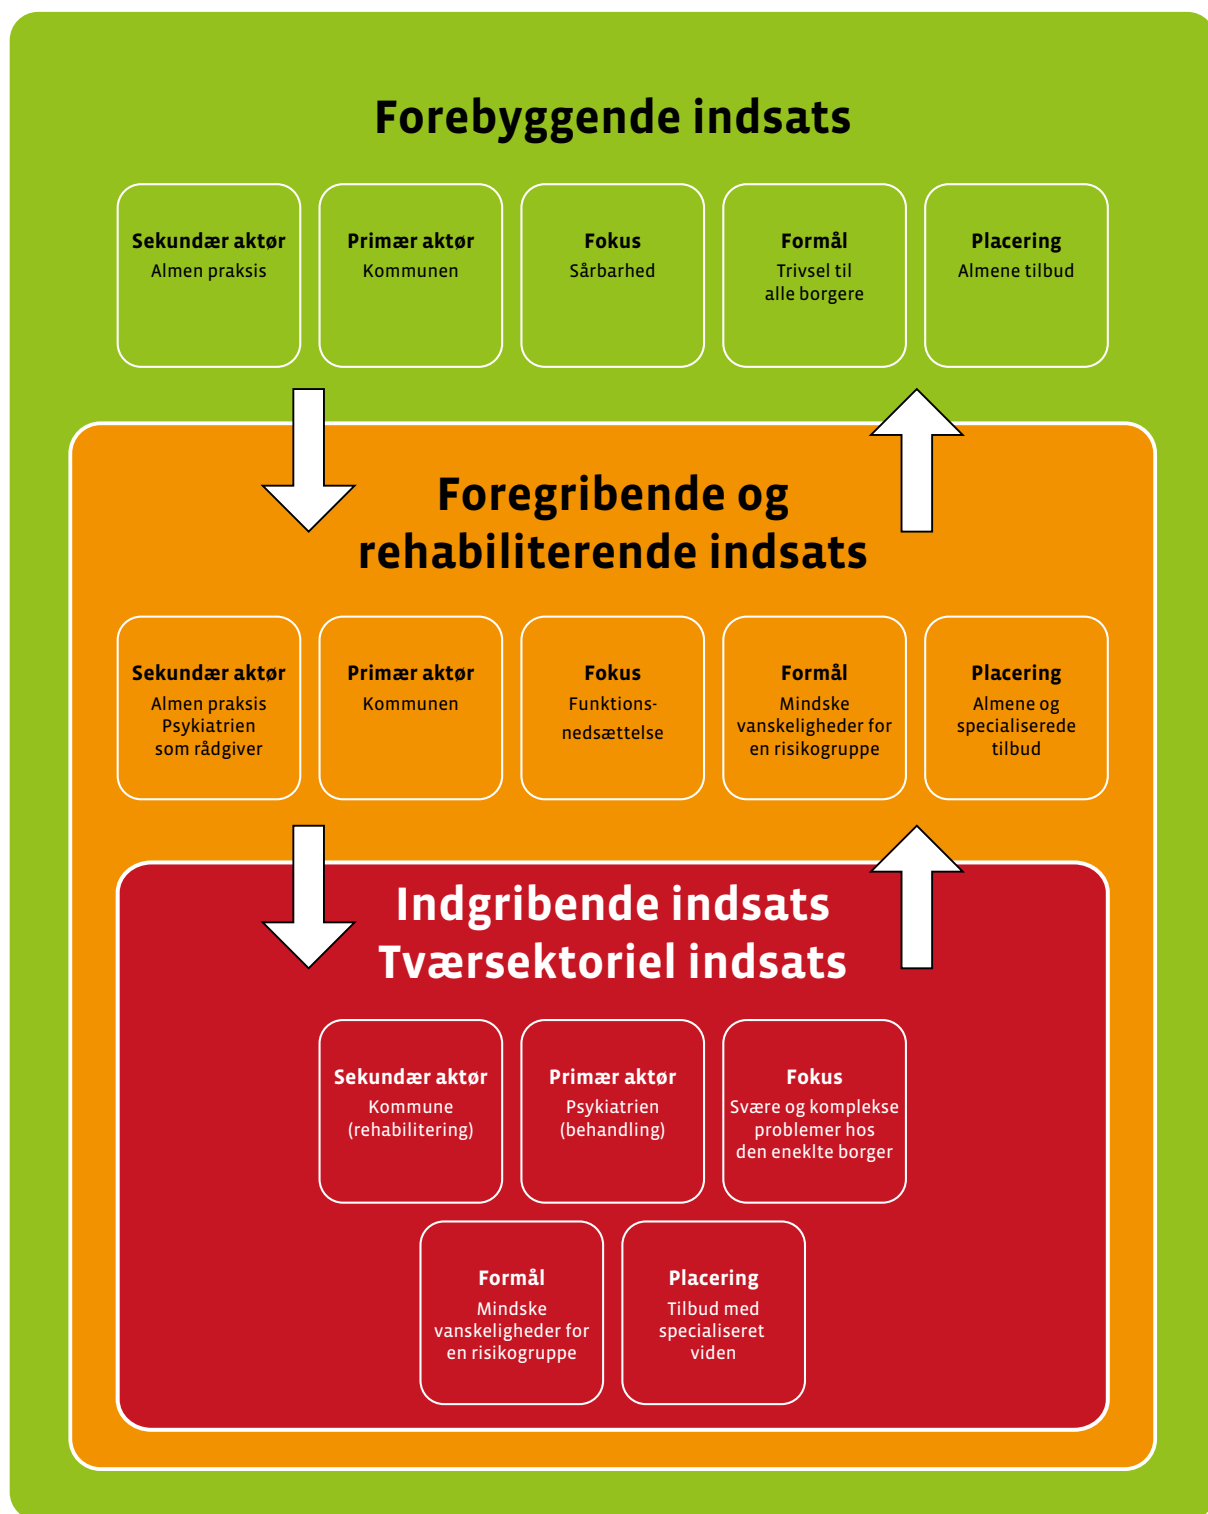 Forebyggende indsats
Sekundær aktør
Almen praksis
Primær aktør
Kommunen
Fokus
Sårbarhed
Formål
Trivsel til
alle borgere
Placering
Almene tilbud
Foregribende og
rehabiliterende indsats
Sekundær aktør
Almen praksis
Psykiatrien
som rådgiver
Primær aktør
Kommunen
Fokus
Funktions-
nedsættelse
Formål
Mindske
vanskeligheder for
en risikogruppe
Placering
Almene og
specialiserede
tilbud
Indgribende indsats
Tværsektoriel indsats
Sekundær aktør
Kommune
(rehabilitering)
Primær aktør
Psykiatrien
(behandling)
Fokus
Svære og komplekse
problemer hos
den eneklte borger
Formål
Mindske
vanskeligheder for
en risikogruppe
Placering
Tilbud med
specialiseret
viden